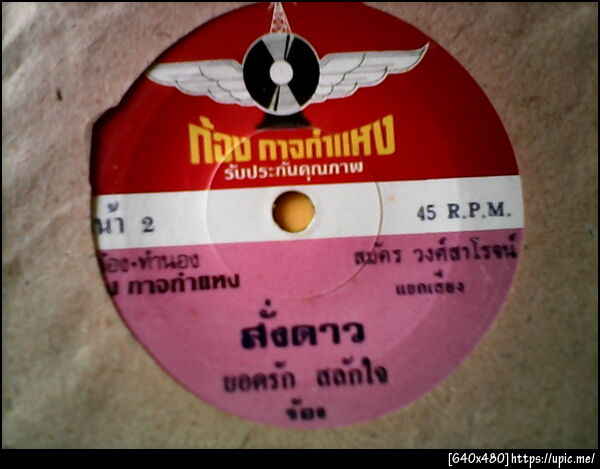 ก้อง กาจกำแหง
รับประกันคุณภาพ
น้า 2
45 R.P.M.
ร้อง-ทำนอง
กาจกำแหง
สมัคร วงศ์สาโรจน์
แยกเสียง
สั่งดาว
ยอดรัก สลักใจ
ร้อง
[640x480]https://upic.me/